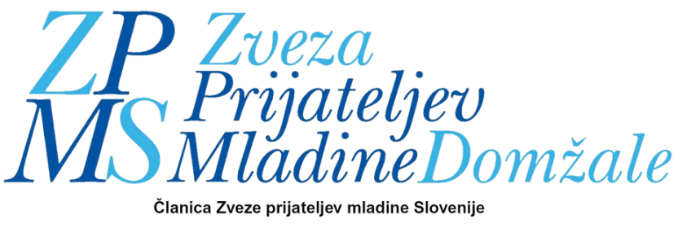 ZP Zveza
Prijateljev
MS MladineDomžale
Članica Zveze prijateljev mladine Slovenije